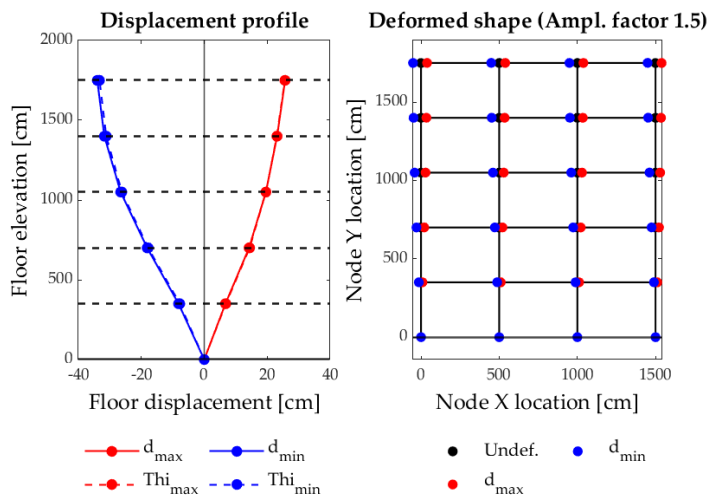 Displacement profile
2000
1500
1000
500
0
Floor elevation [cm]
-40
-20
0
20
40
Floor displacement [cm]
d_max
d_min
Thi_max
Thi_min
Deformed shape (Ampl. factor 1.5)
1500
1000
500
0
Node Y location [cm]
0
500
1000
1500
Node X location [cm]
Undef.
d_min
d_max